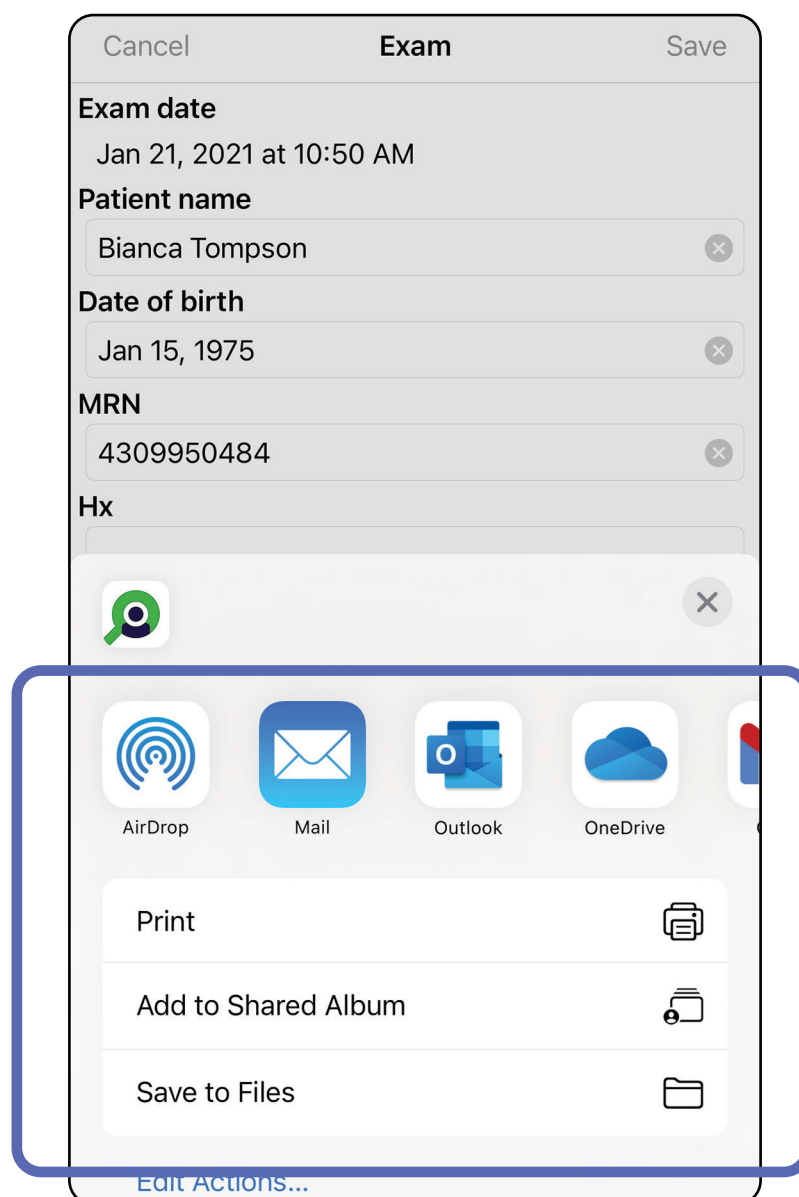 Cancel Exam Save
Exam date
Jan 21, 2021 at 10:50 AM
Patient name
Bianca Tompson
Date of birth
Jan 15, 1975
MRN
4309950484
Hx
AirDrop Mail Outlook OneDrive
Print
Add to Shared Album
Save to Files
Edit Actions...